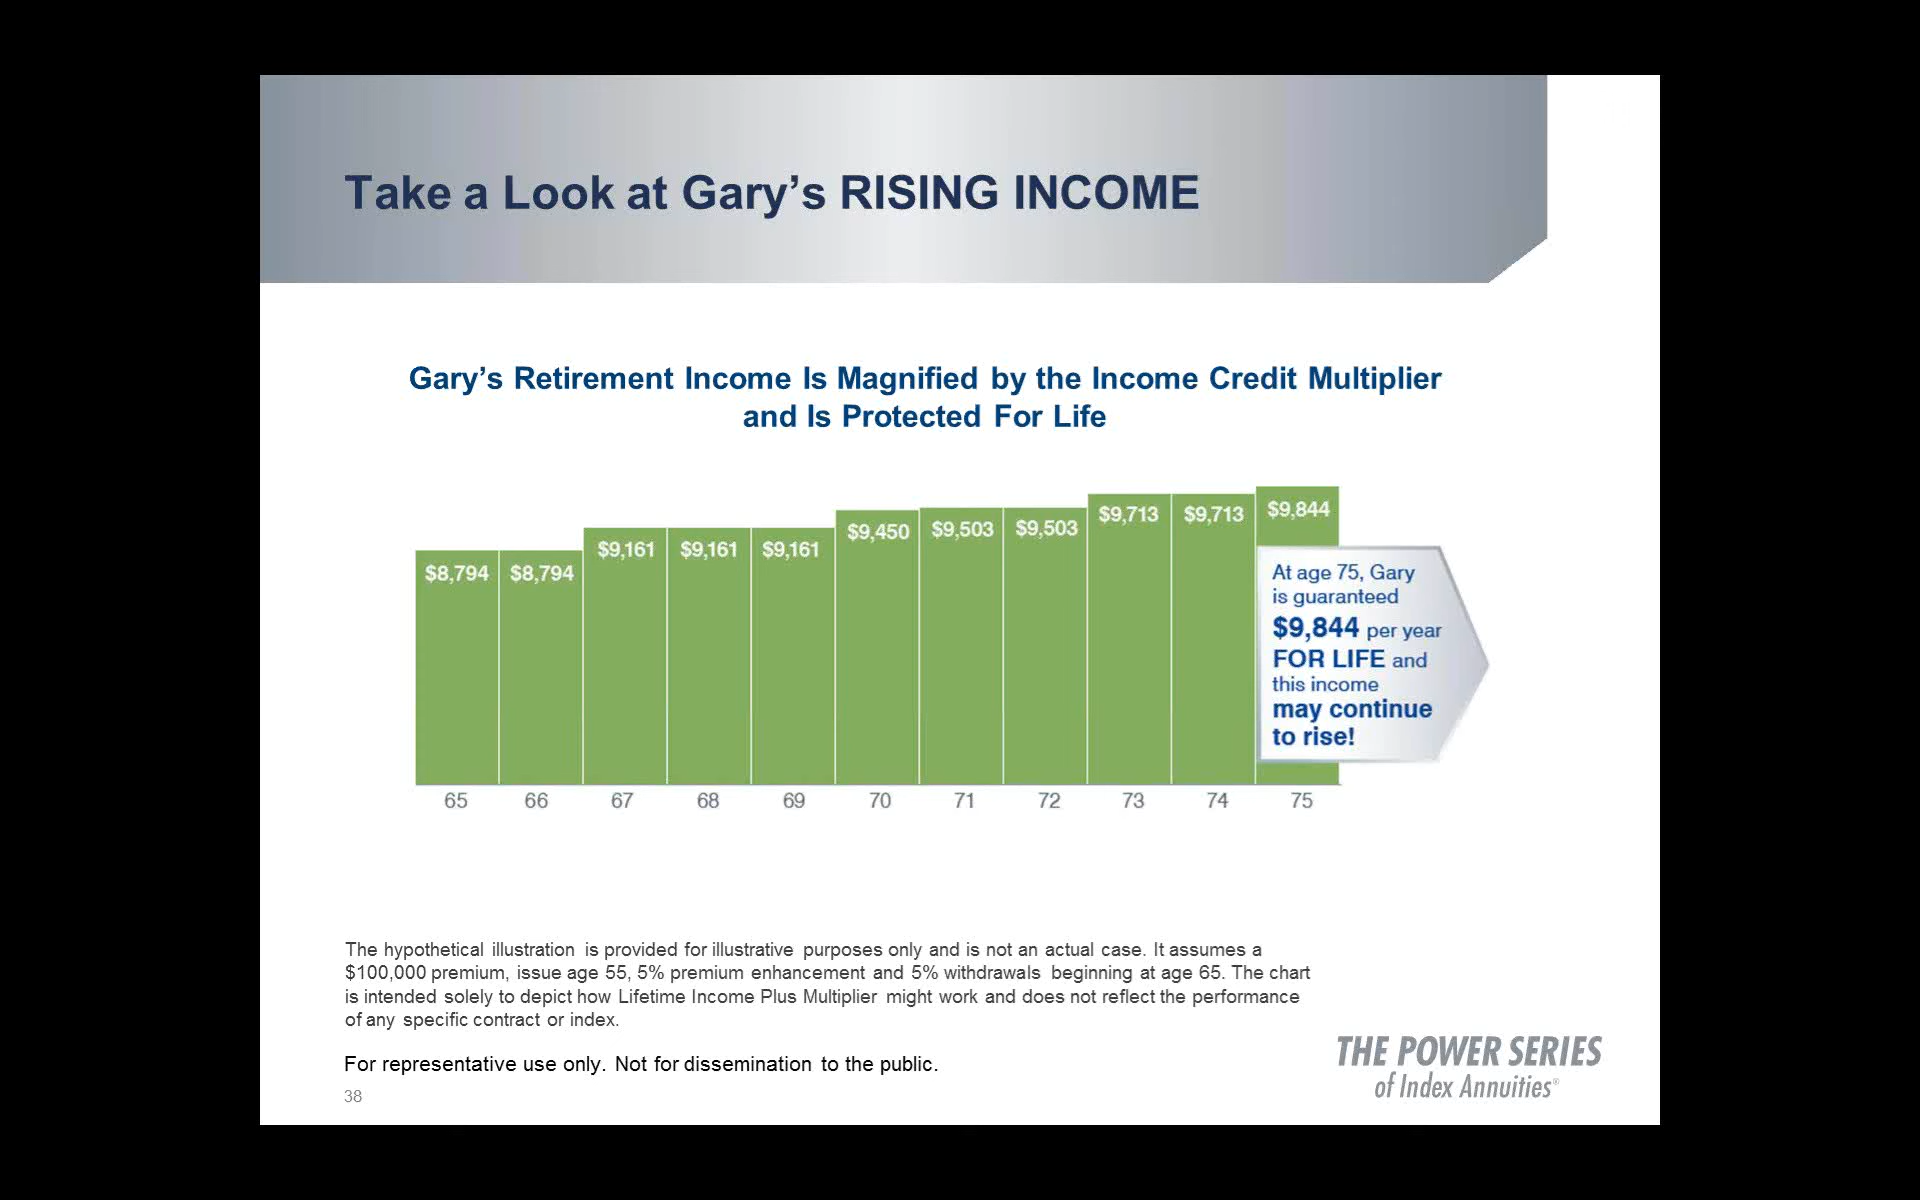 Take a Look at Gary’s RISING INCOME
Gary’s Retirement Income Is Magnified by the Income Credit Multiplier
and Is Protected For Life
$8,794 $8,794 $9,161 $9,161 $9,161 $9,450 $9,503 $9,503 $9,713 $9,713 $9,844
At age 75, Gary
is guaranteed
$9,844 per year
FOR LIFE and
this income
may continue
to rise!
65 66 67 68 69 70 71 72 73 74 75
The hypothetical illustration is provided for illustrative purposes only and is not an actual case. It assumes a
$100,000 premium, issue age 55, 5% premium enhancement and 5% withdrawals beginning at age 65. The chart
is intended solely to depict how Lifetime Income Plus Multiplier might work and does not reflect the performance
of any specific contract or index.
For representative use only. Not for dissemination to the public.
38
THE POWER SERIES
of Index Annuities®